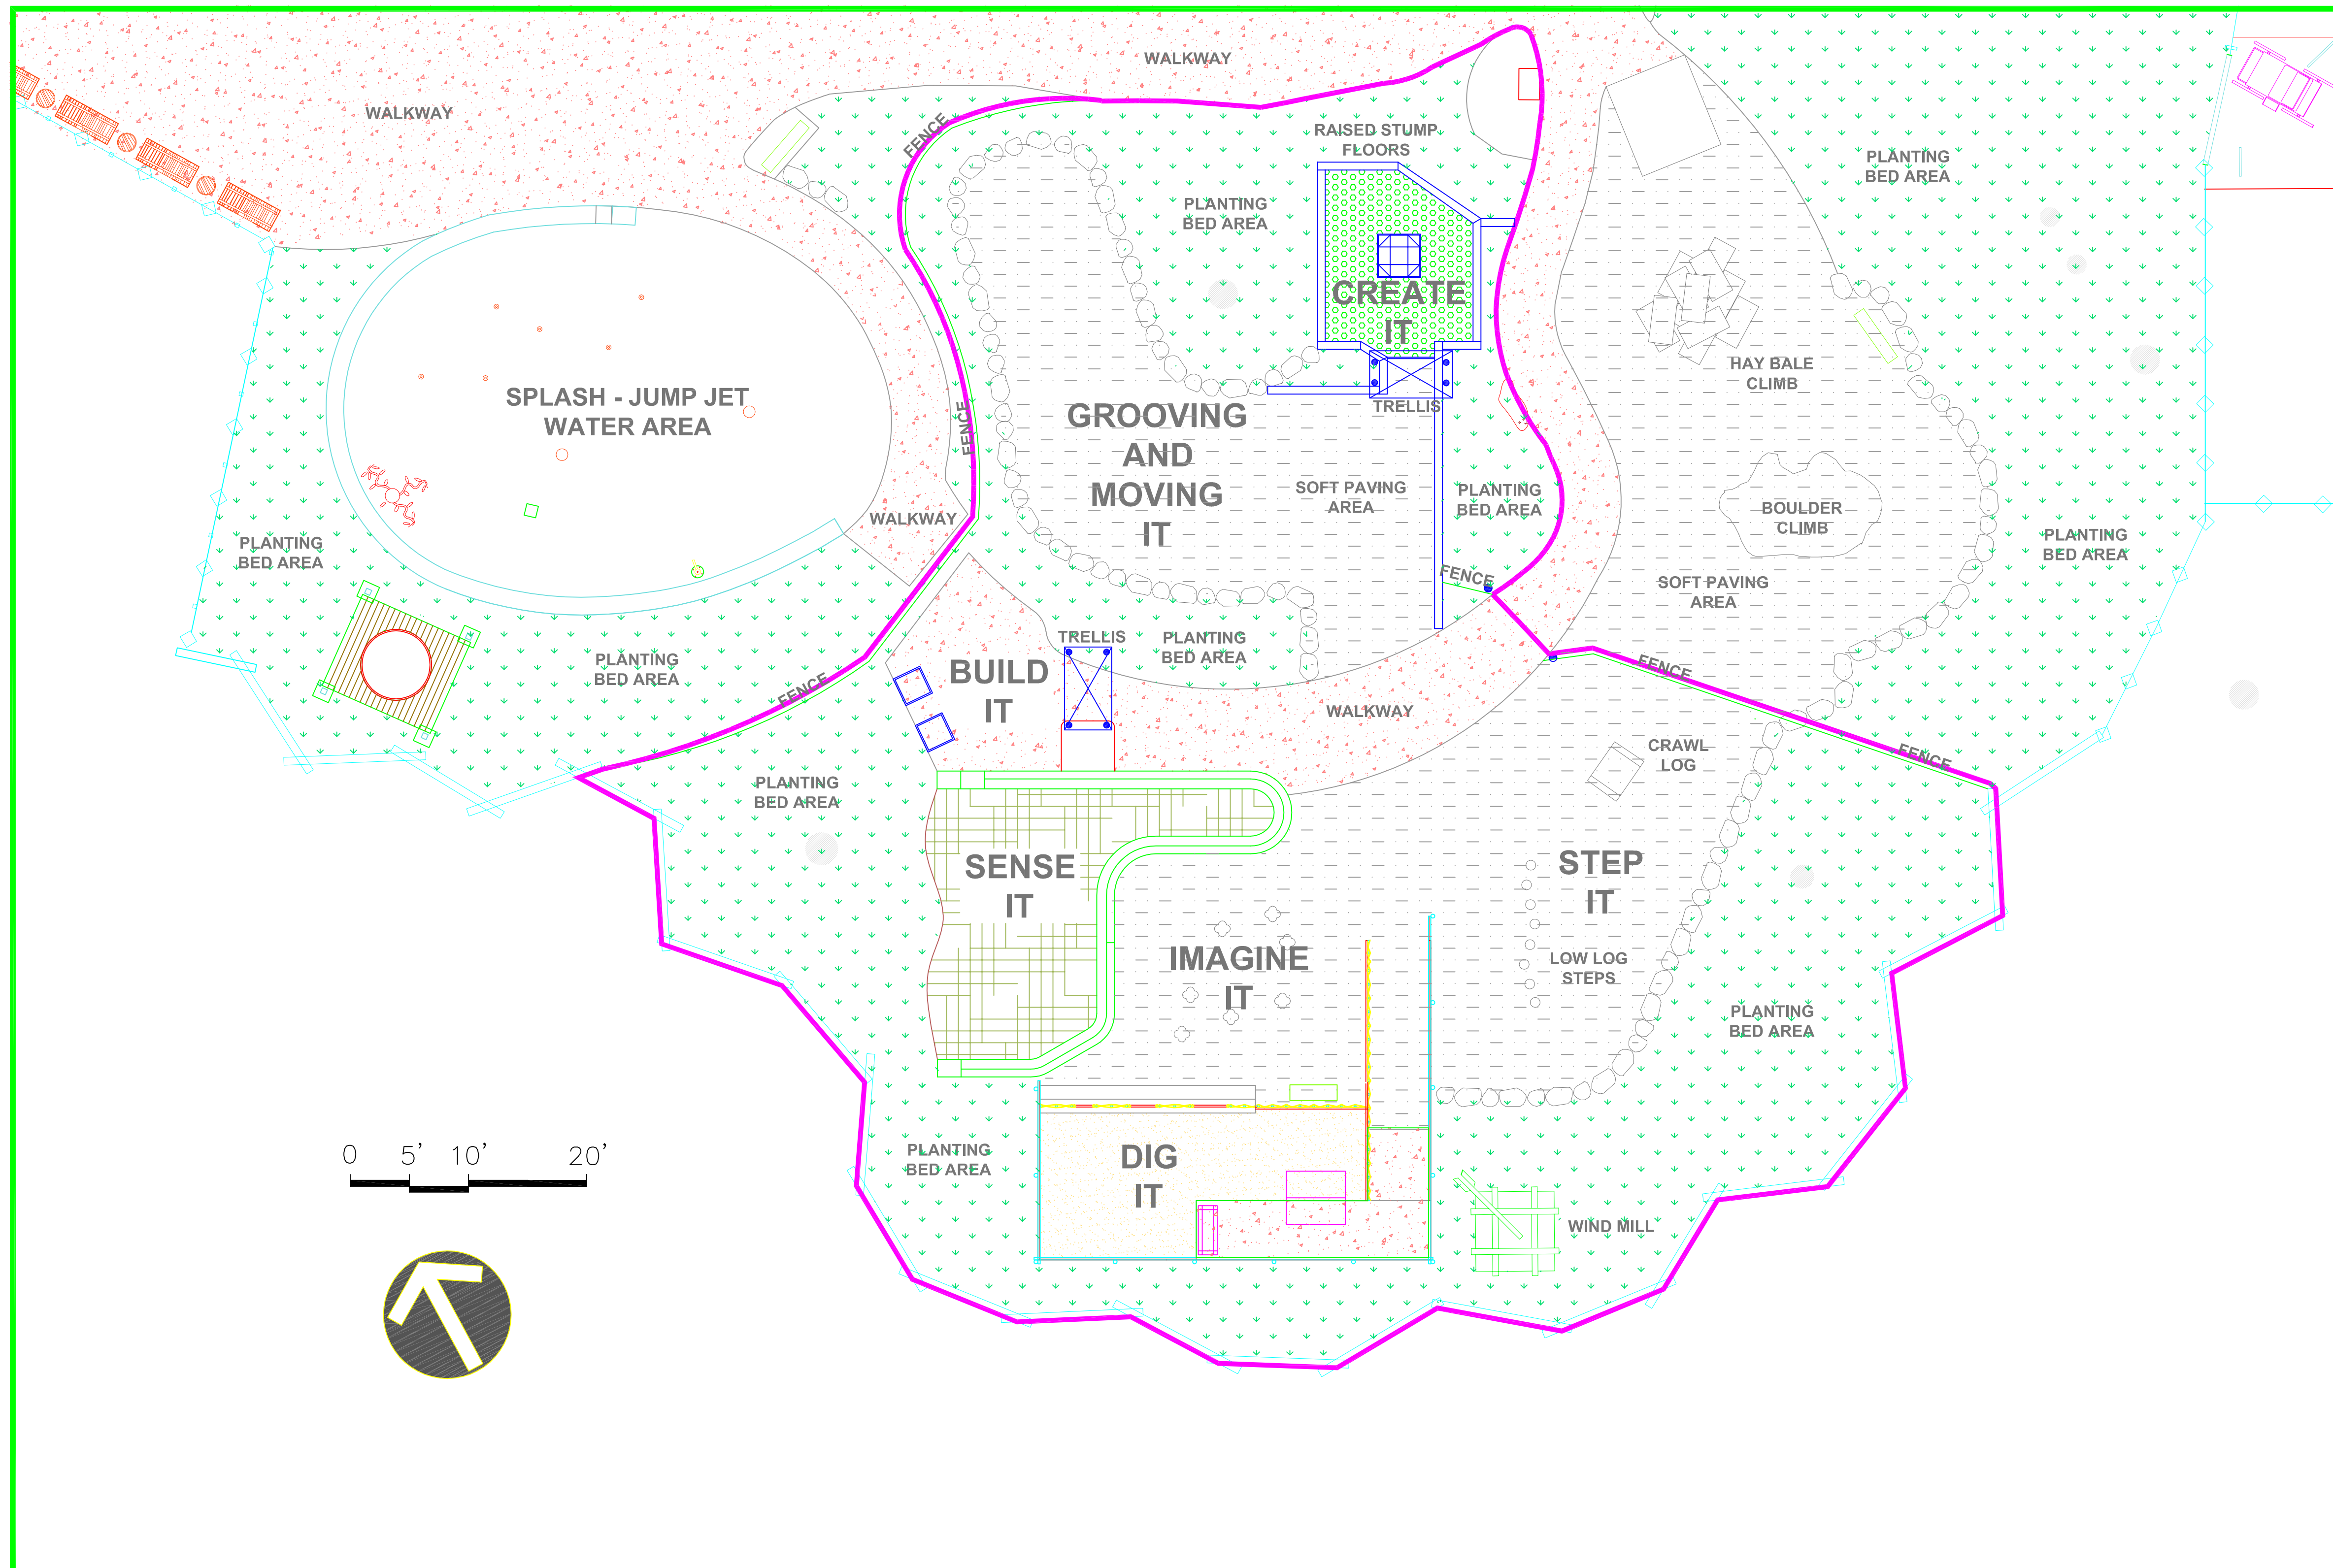 WALKWAY
WALKWAY
FENCE
RAISED STUMP
FLOORS
PLANTING
BED AREA
PLANTING
BED AREA
CREATE
IT
HAY BALE
CLIMB
SPLASH - JUMP JET
WATER AREA
FENCE
GROOVING
AND
MOVING
IT
TRELLIS
SOFT PAVING
AREA
PLANTING
BED AREA
BOULDER
CLIMB
WALKWAY
PLANTING
BED AREA
PLANTING
BED AREA
FENCE
SOFT PAVING
AREA
TRELLIS
PLANTING
BED AREA
PLANTING
BED AREA
BUILD
IT
FENCE
FENCE
WALKWAY
CRAWL
LOG
FENCE
PLANTING
BED AREA
SENSE
IT
STEP
IT
IMAGINE
IT
LOW LOG
STEPS
PLANTING
BED AREA
PLANTING
BED AREA
DIG
IT
WIND MILL
0 5' 10' 20'